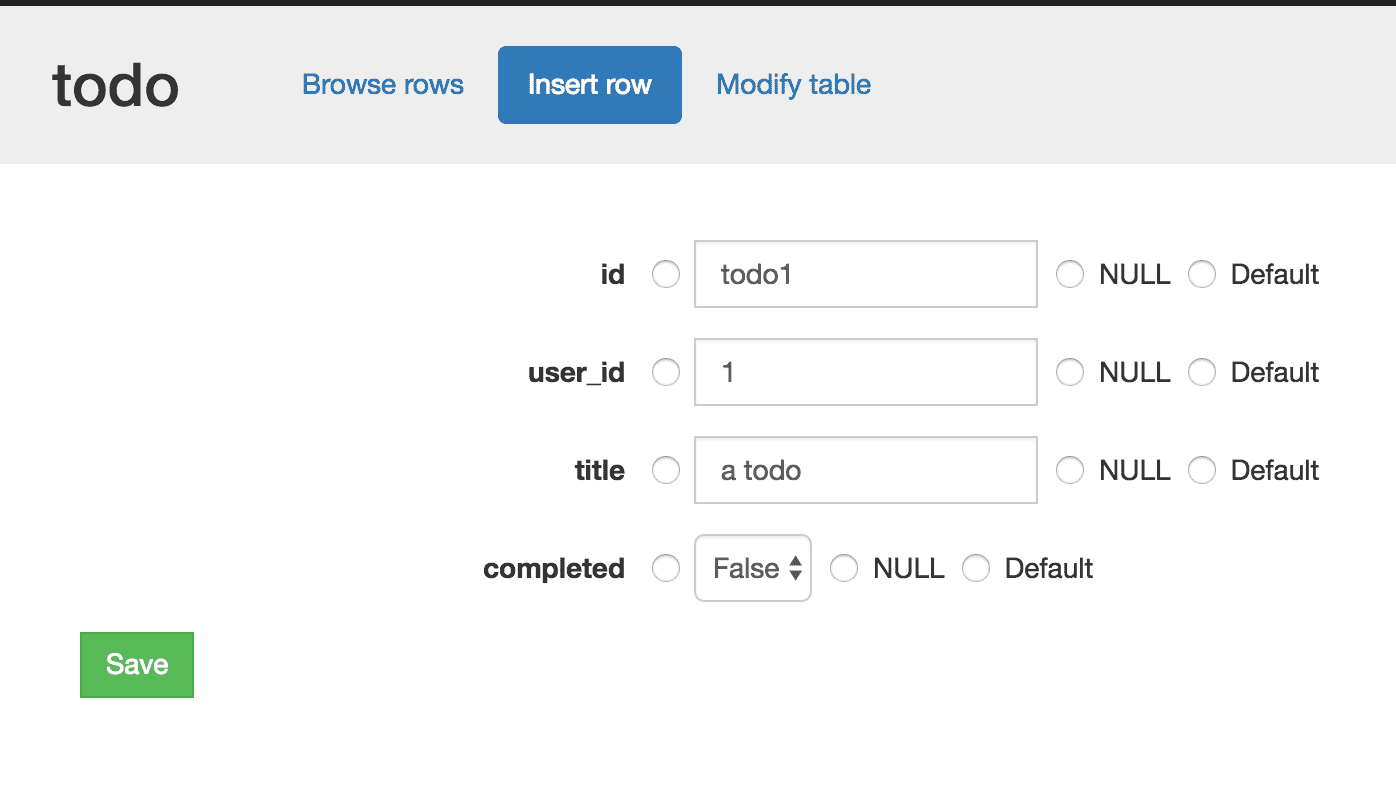 todo Browse rows Insert row Modify table
id todo1 NULL Default
user_id 1 NULL Default
title a todo NULL Default
completed False NULL Default
Save